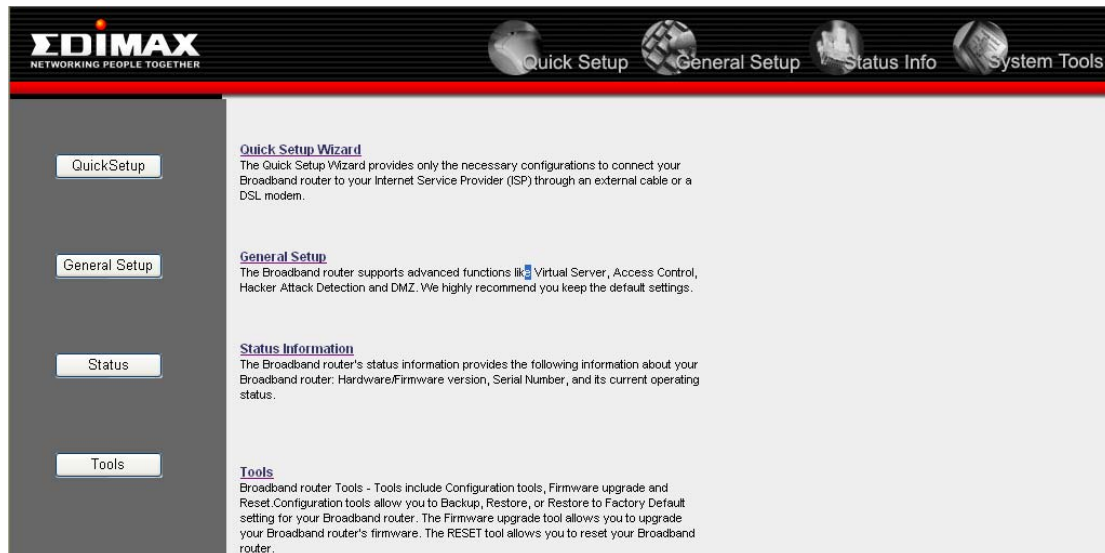 EDIMAX
NETWORKING PEOPLE TOGETHER
Quick Setup
General Setup
Status Info
System Tools
QuickSetup
Quick Setup Wizard
The Quick Setup Wizard provides only the necessary configurations to connect your
Broadband router to your Internet Service Provider (ISP) through an external cable or a
DSL modem.
General Setup
General Setup
The Broadband router supports advanced functions like Virtual Server, Access Control,
Hacker Attack Detection and DMZ. We highly recommend you keep the default settings.
Status
Status Information
The Broadband router's status information provides the following information about your
Broadband router: Hardware/Firmware version, Serial Number, and its current operating
status.
Tools
Tools
Broadband router Tools - Tools include Configuration tools, Firmware upgrade and
Reset.Configuration tools allow you to Backup, Restore, or Restore to Factory Default
setting for your Broadband router. The Firmware upgrade tool allows you to upgrade
your Broadband router's firmware. The RESET tool allows you to reset your Broadband
router.